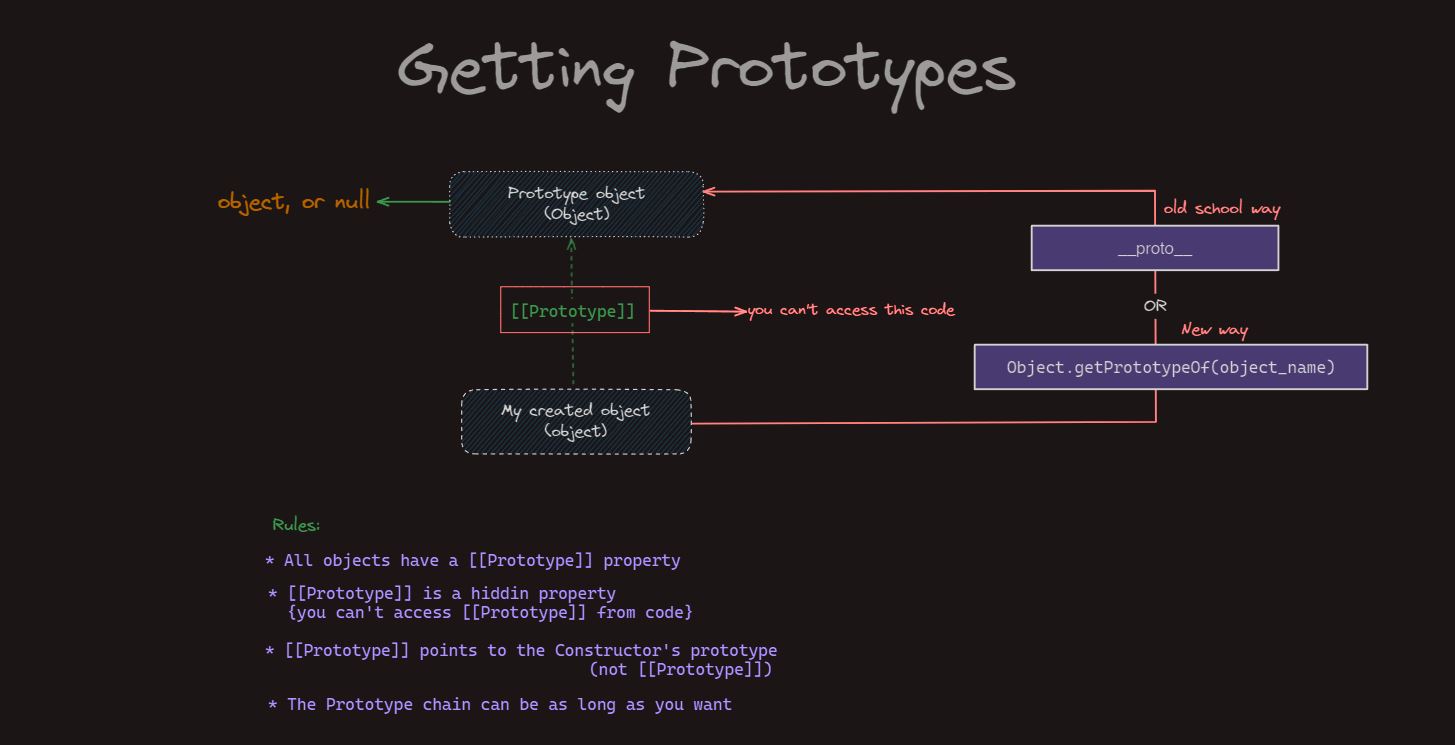 Getting Prototypes
object, or null
Prototype object
(Object)
old school way
__proto__
[[Prototype]]
you can't access this code
OR
New way
Object.getPrototypeOf(object_name)
My created object
(object)
Rules:
* All objects have a [[Prototype]] property
* [[Prototype]] is a hiddin property
{you can't access [[Prototype]] from code}
* [[Prototype]] points to the Constructor's prototype
(not [[Prototype]])
* The Prototype chain can be as long as you want